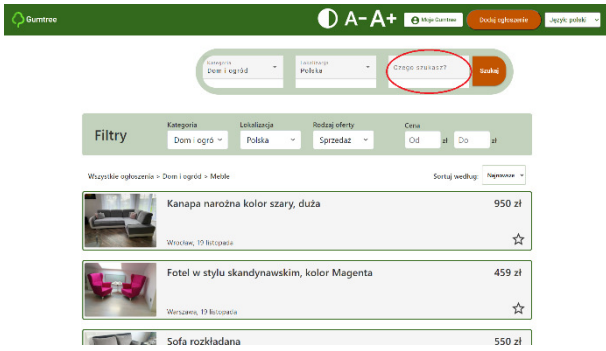 Gumtree
A- A+
Moje Gumtree
Dodaj ogłoszenie
Język: polski
Kategoria
Dom i ogród
Lokalizacja
Polska
Czego szukasz?
Szukaj
Filtry
Kategoria
Dom i ogró
Lokalizacja
Polska
Rodzaj oferty
Sprzedaż
Cena
Od zł Do zł
Wszystkie ogłoszenia > Dom i ogród > Meble
Sortuj według: Najnowsze
Kanapa narożna kolor szary, duża
950 zł
Wrocław, 19 listopada
Fotel w stylu skandynawskim, kolor Magenta
459 zł
Warszawa, 19 listopada
Sofa rozkładana
550 zł